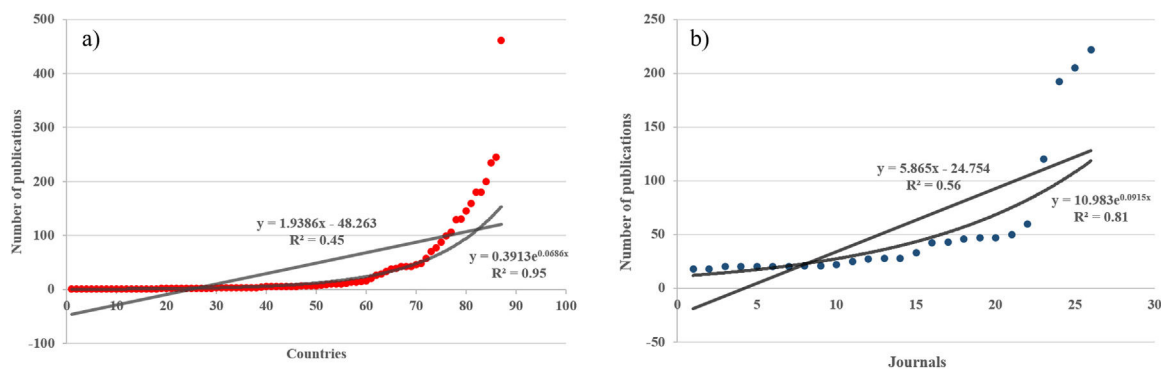 a)
Number of publications
500
400
300
200
100
0
-100
0 10 20 30 40 50 60 70 80 90 100
Countries
y = 1.9386x - 48.263
R² = 0.45
y = 0.3913e^0.0686x
R² = 0.95
b)
Number of publications
250
200
150
100
50
0
-50
0 5 10 15 20 25 30
Journals
y = 5.865x - 24.754
R² = 0.56
y = 10.983e^0.0915x
R² = 0.81